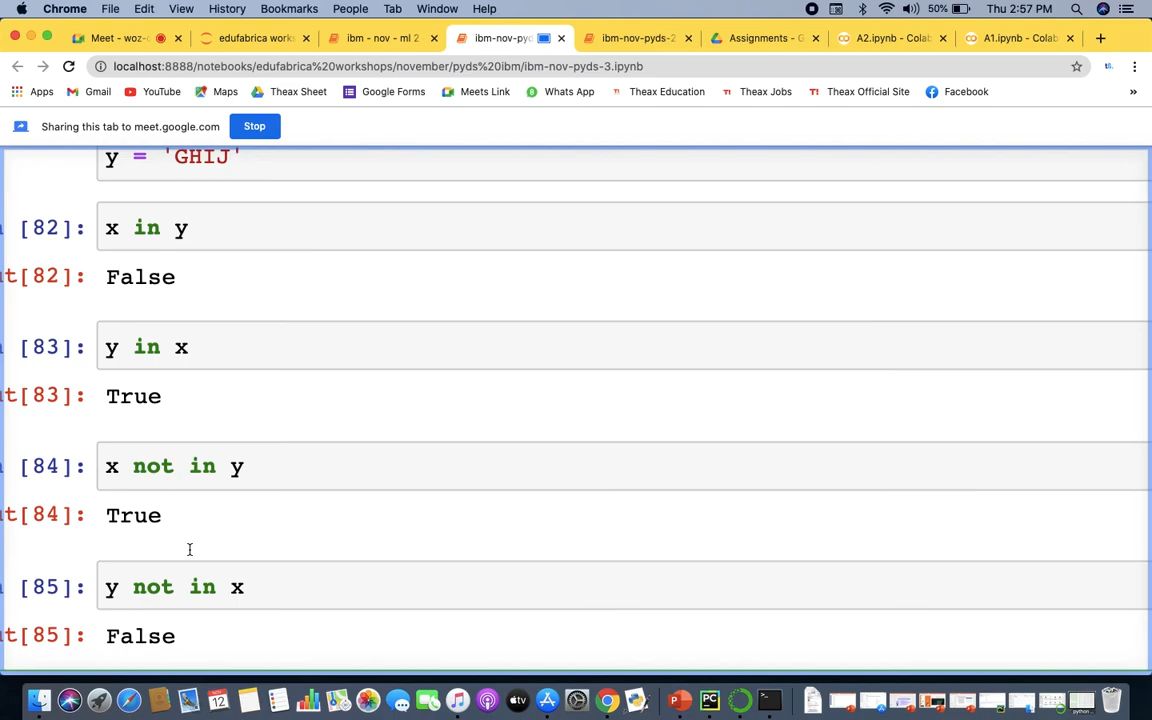 Chrome File Edit View History Bookmarks People Tab Window Help 50% Thu 2:57 PM
Meet - woz- edufabrica works ibm - nov - ml 2 ibm-nov-pyd ibm-nov-pyds-2 Assignments - G A2.ipynb - Colab A1.ipynb - Colab
localhost:8888/notebooks/edufabrica%20workshops/november/pyds%20ibm/ibm-nov-pyds-3.ipynb
Apps Gmail YouTube Maps Theax Sheet Google Forms Meets Link Whats App Theax Education Theax Jobs Theax Official Site Facebook »
Sharing this tab to meet.google.com Stop
y = 'GHIJ'
[82]: x in y
t[82]: False
[83]: y in x
t[83]: True
[84]: x not in y
t[84]: True
[85]: y not in x
t[85]: False